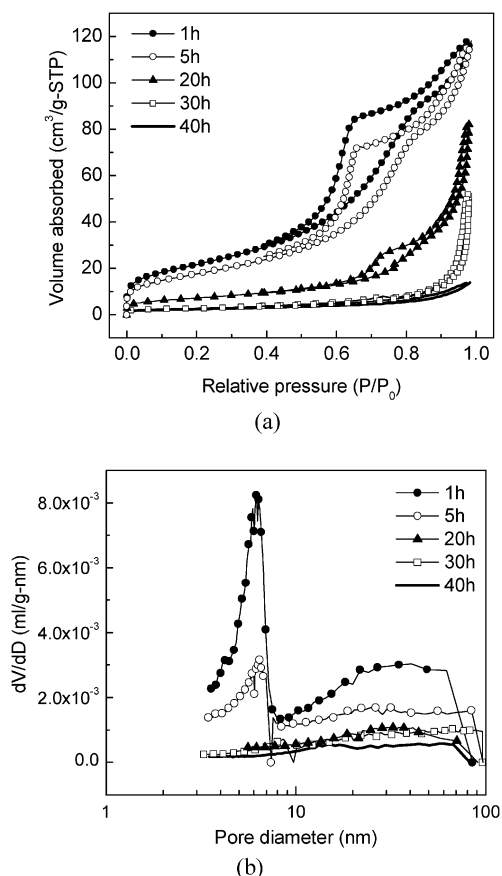 (a)
120
100
80
60
40
20
0
Volume absorbed (cm³/g-STP)
1h
5h
20h
30h
40h
0.0 0.2 0.4 0.6 0.8 1.0
Relative pressure (P/P₀)
(a)
8.0x10⁻³
6.0x10⁻³
4.0x10⁻³
2.0x10⁻³
0.0
dV/dD (ml/g-nm)
1h
5h
20h
30h
40h
1 10 100
Pore diameter (nm)
(b)